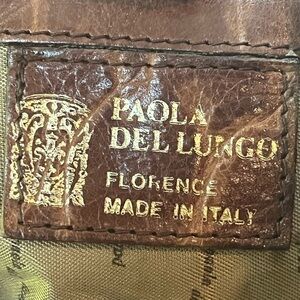 PAOLA
DEL LUNGO
FLORENCE
MADE IN ITALY